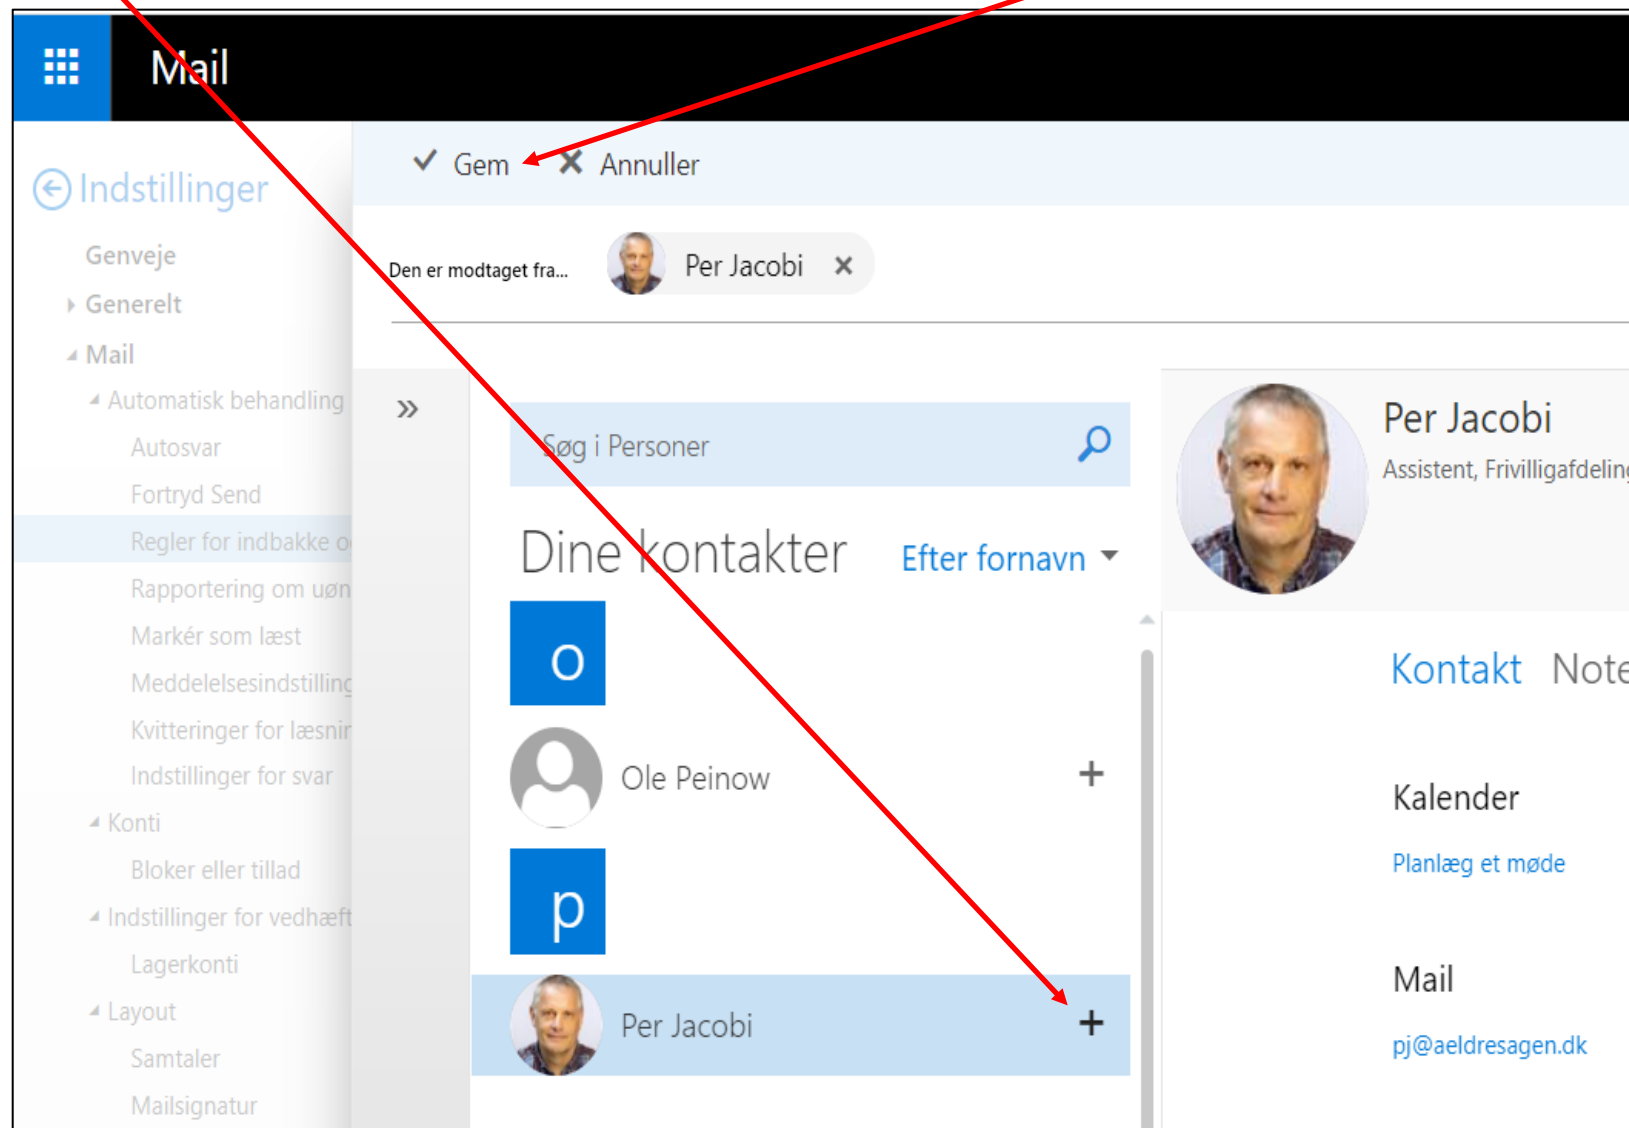 Mail
Gem
Annuller
Indstillinger
Genveje
Generelt
Mail
Automatisk behandling
Autosvar
Fortryd Send
Regler for indbakke o
Rapportering om uøn
Markér som læst
Meddelelsesindstilling
Kvitteringer for læsnin
Indstillinger for svar
Konti
Bloker eller tillad
Indstillinger for vedhæft
Lagerkonti
Layout
Samtaler
Mailsignatur
Den er modtaget fra...
Per Jacobi
»
Søg i Personer
Dine kontakter
Efter fornavn
o
Ole Peinow
+
p
Per Jacobi
+
Per Jacobi
Assistent, Frivilligafdeling
Kontakt Note
Kalender
Planlæg et møde
Mail
pj@aeldresagen.dk